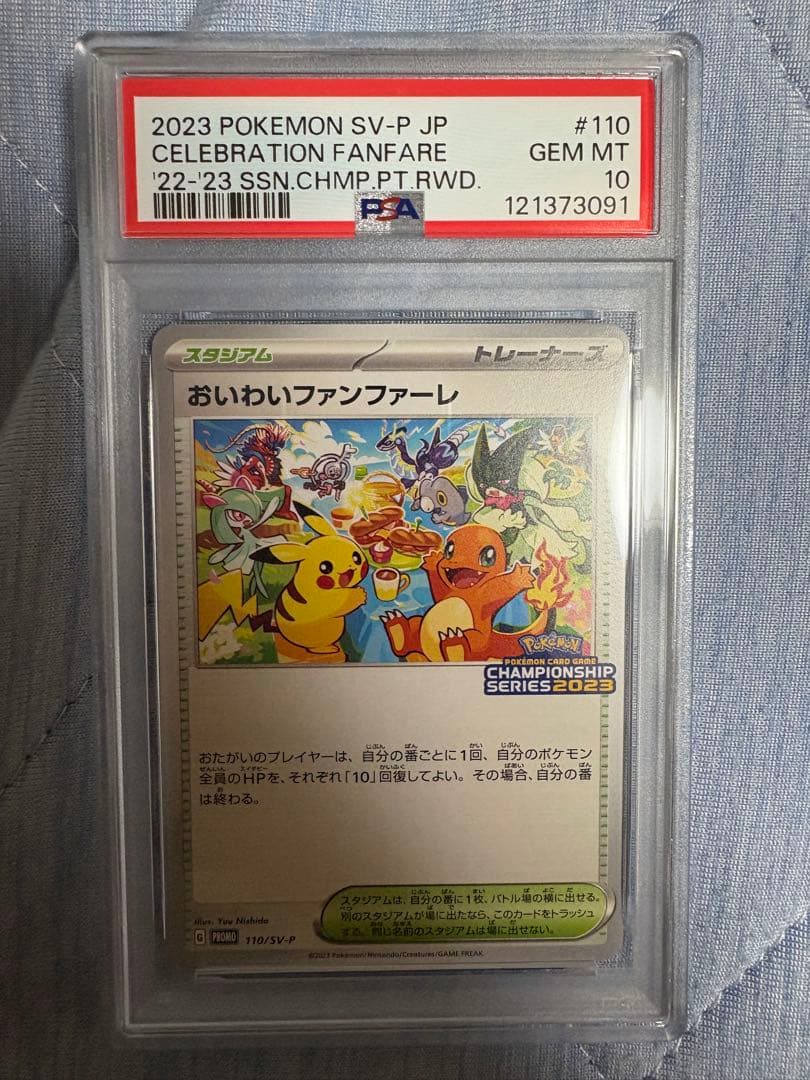 2023 POKEMON SV-P JP #110
CELEBRATION FANFARE GEM MT
'22-'23 SSN.CHMP.PT.RWD. 10
PSA 121373091
スタジアム トレーナーズ
おいわいファンファーレ
Pokémon
POKÉMON CARD GAME
CHAMPIONSHIP
SERIES 2023
おたがいのプレイヤーは、自分の番ごとに1回、自分のポケモン
全員のHPを、それぞれ「10」回復してよい。その場合、自分の番
は終わる。
スタジアムは、自分の番に1枚、バトル場の横に出せる。
別のスタジアムが場に出たなら、このカードをトラッシュ
する。同じ名前のスタジアムは場に出せない。
Illus. Yuu Nishida
G PROMO 110/SV-P
©2023 Pokémon/Nintendo/Creatures/GAME FREAK